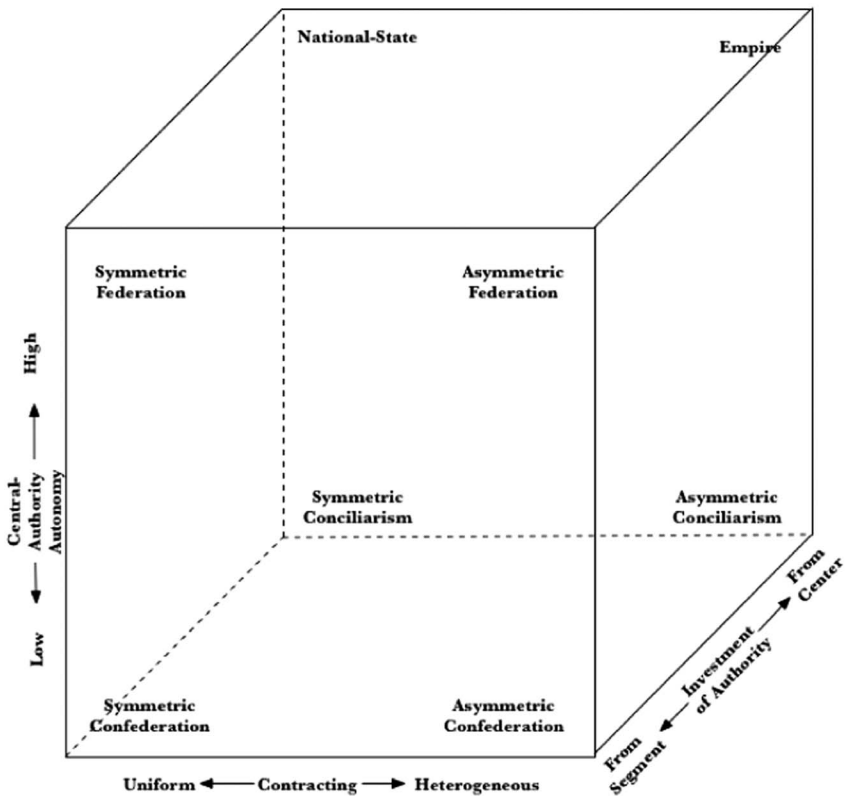 National-State
Empire
Symmetric
Federation
Asymmetric
Federation
High
Central-
Authority
Autonomy
Low
Symmetric
Conciliarism
Asymmetric
Conciliarism
From
Center
Investment
of Authority
From
Segment
Symmetric
Confederation
Asymmetric
Confederation
Uniform Contracting Heterogeneous